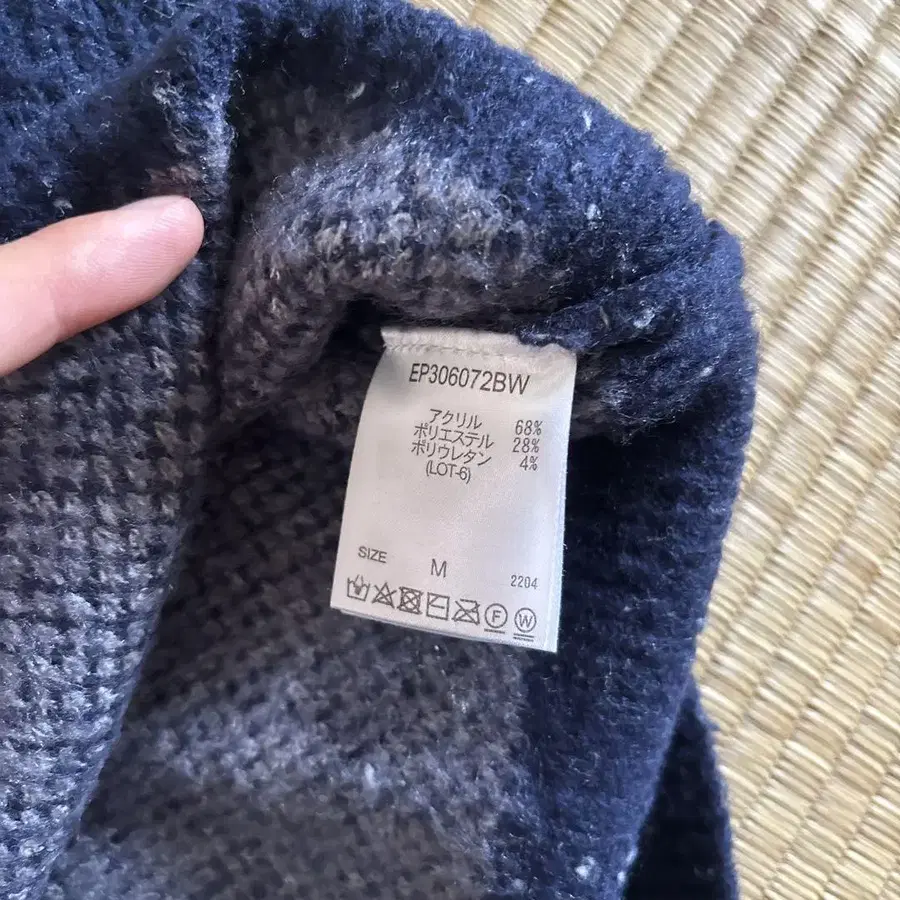 EP306072BW
アクリル 68%
ポリエステル 28%
ポリウレタン 4%
(LOT-6)
SIZE M 2204
F W